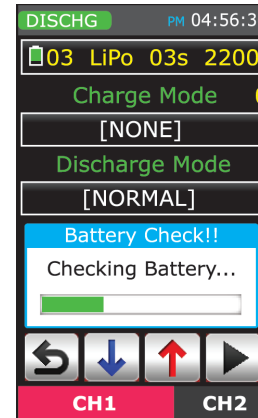 DISCHG PM 04:56:3
03 LiPo 03s 2200
Charge Mode
[NONE]
Discharge Mode
[NORMAL]
Battery Check!!
Checking Battery...
CH1 CH2